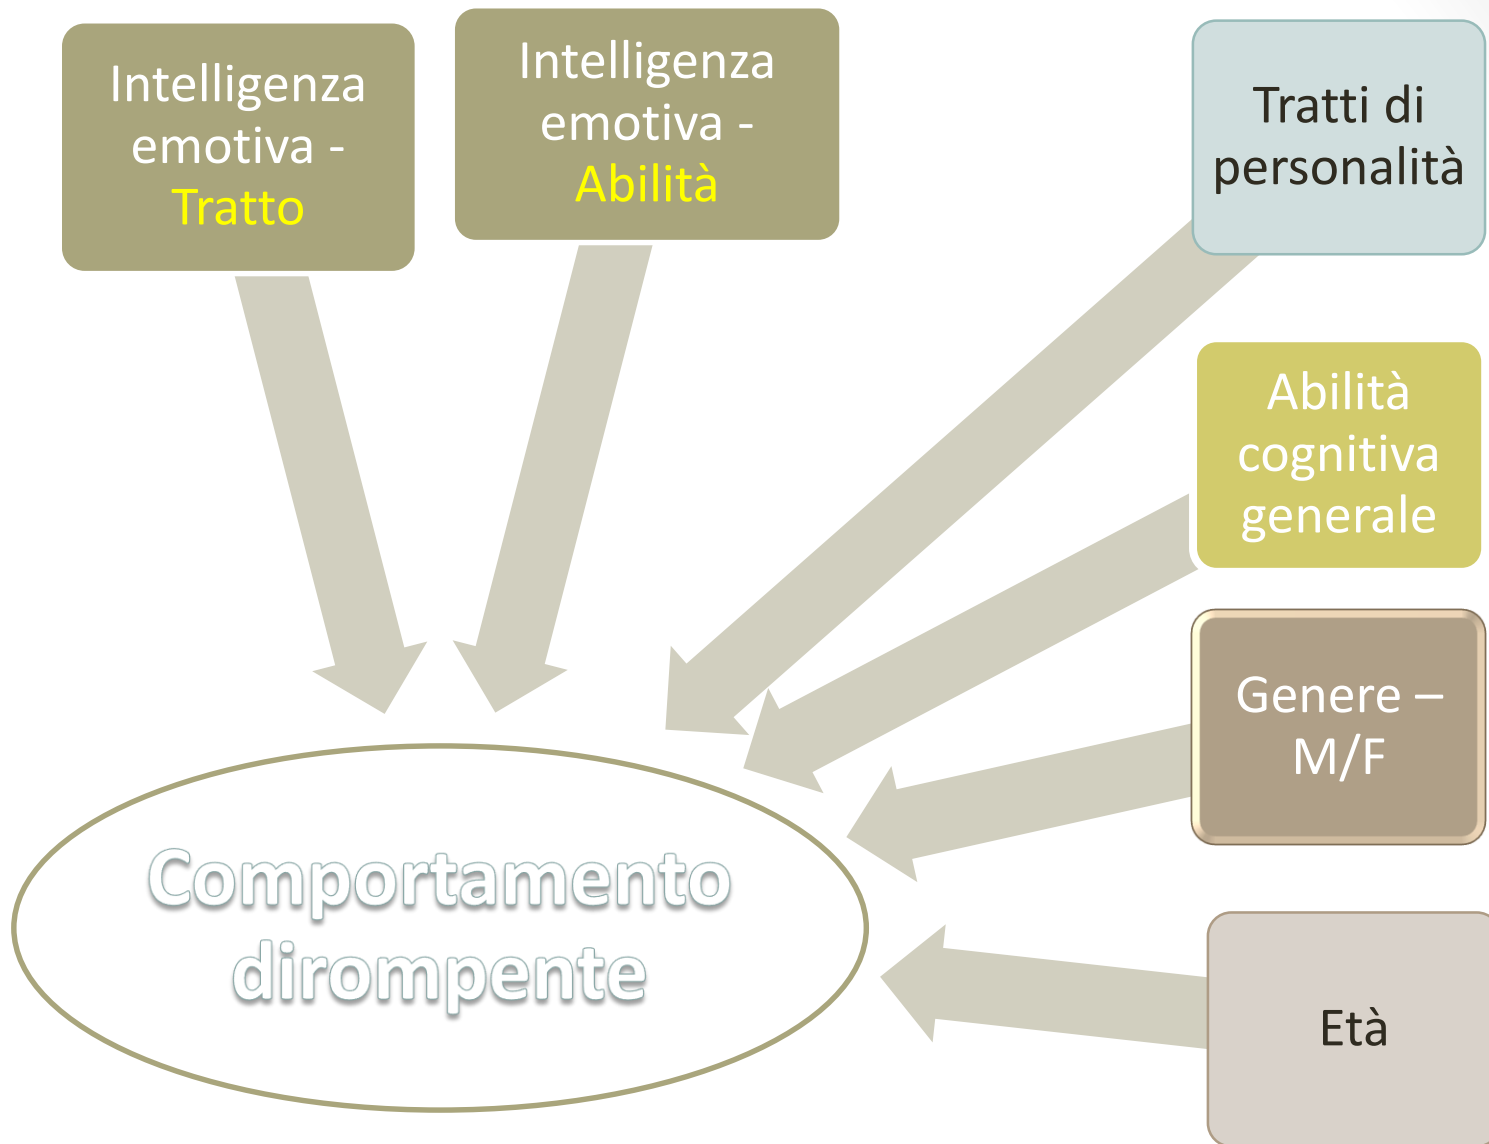 Intelligenza
emotiva -
Tratto
Intelligenza
emotiva -
Abilità
Tratti di
personalità
Abilità
cognitiva
generale
Genere –
M/F
Età
Comportamento
dirompente